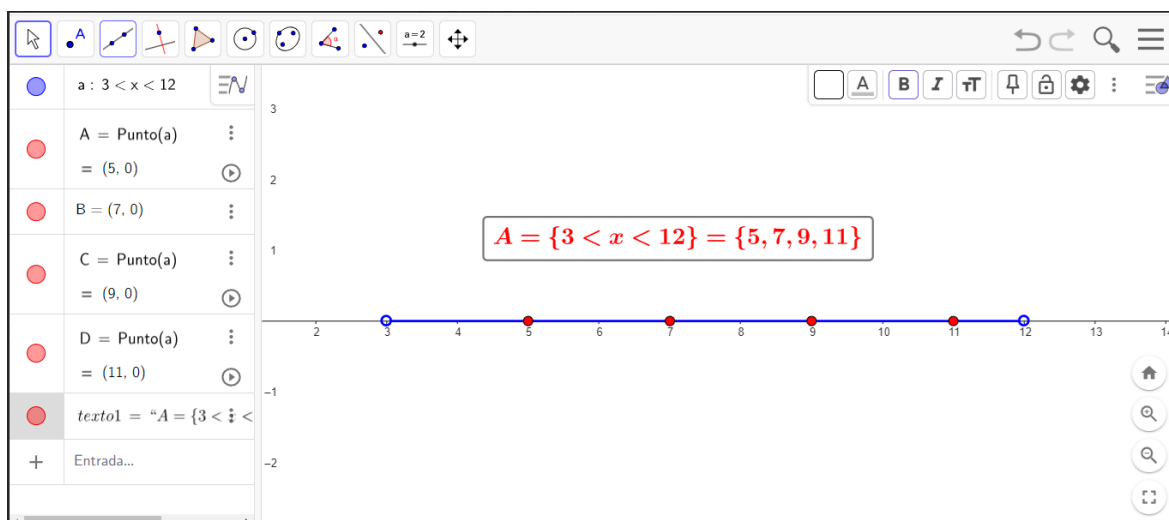 A
a = 2
a : 3 < x < 12
A = Punto(a)
= (5, 0)
B = (7, 0)
C = Punto(a)
= (9, 0)
D = Punto(a)
= (11, 0)
texto1 = “A = {3 < x <
Entrada...
A B I TT
3
2
1
A = {3 < x < 12} = {5, 7, 9, 11}
2 3 4 5 6 7 8 9 10 11 12 13 14
−1
−2